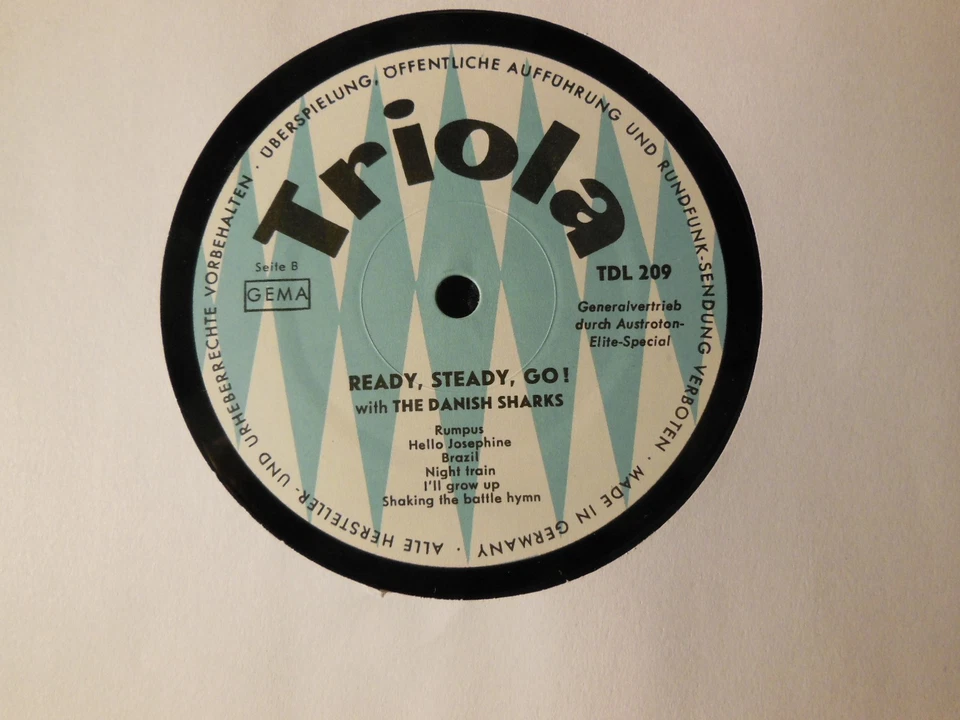 ALLE HERSTELLER- UND URHEBERRECHTE VORBEHALTEN · ÜBERSPIELUNG, ÖFFENTLICHE AUFFÜHRUNG UND RUNDFUNK-SENDUNG VERBOTEN · MADE IN GERMANY ·
Triola
Seite B
GEMA
TDL 209
Generalvertrieb
durch Austroton-
Elite-Special
READY, STEADY, GO!
with THE DANISH SHARKS
Rumpus
Hello Josephine
Brazil
Night train
I'll grow up
Shaking the battle hymn